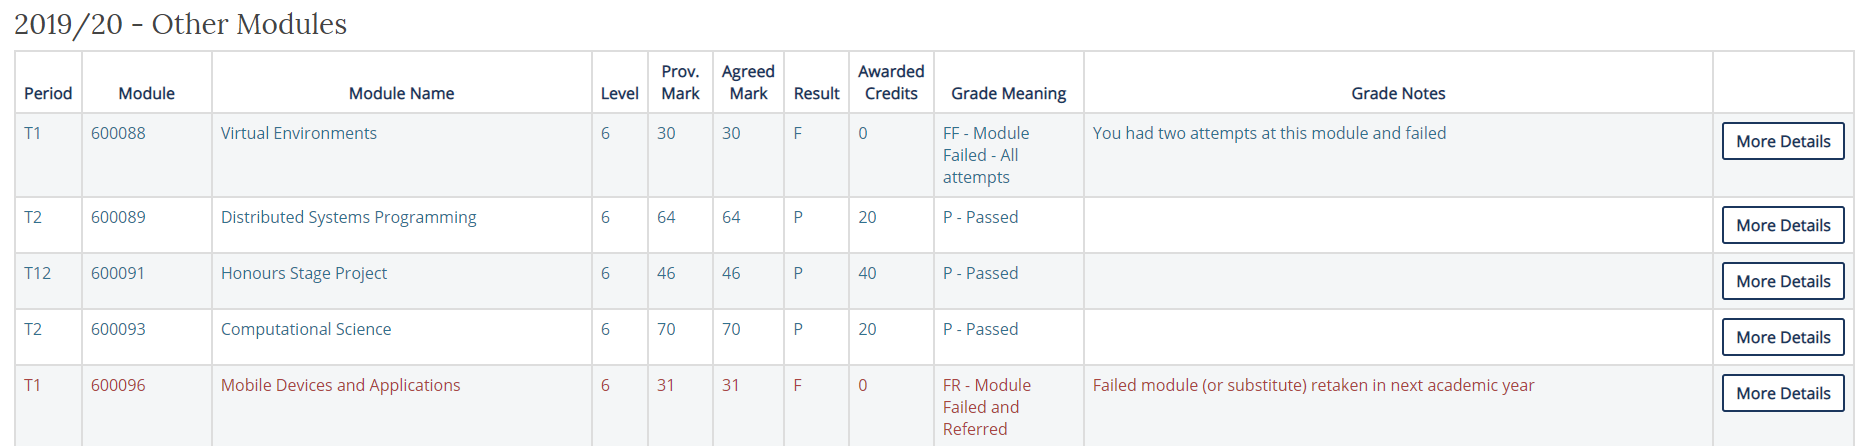 2019/20 - Other Modules
Period Module Module Name Level Prov. Mark Agreed Mark Result Awarded Credits Grade Meaning Grade Notes
T1 600088 Virtual Environments 6 30 30 F 0 FF - Module Failed - All attempts You had two attempts at this module and failed More Details
T2 600089 Distributed Systems Programming 6 64 64 P 20 P - Passed More Details
T12 600091 Honours Stage Project 6 46 46 P 40 P - Passed More Details
T2 600093 Computational Science 6 70 70 P 20 P - Passed More Details
T1 600096 Mobile Devices and Applications 6 31 31 F 0 FR - Module Failed and Referred Failed module (or substitute) retaken in next academic year More Details